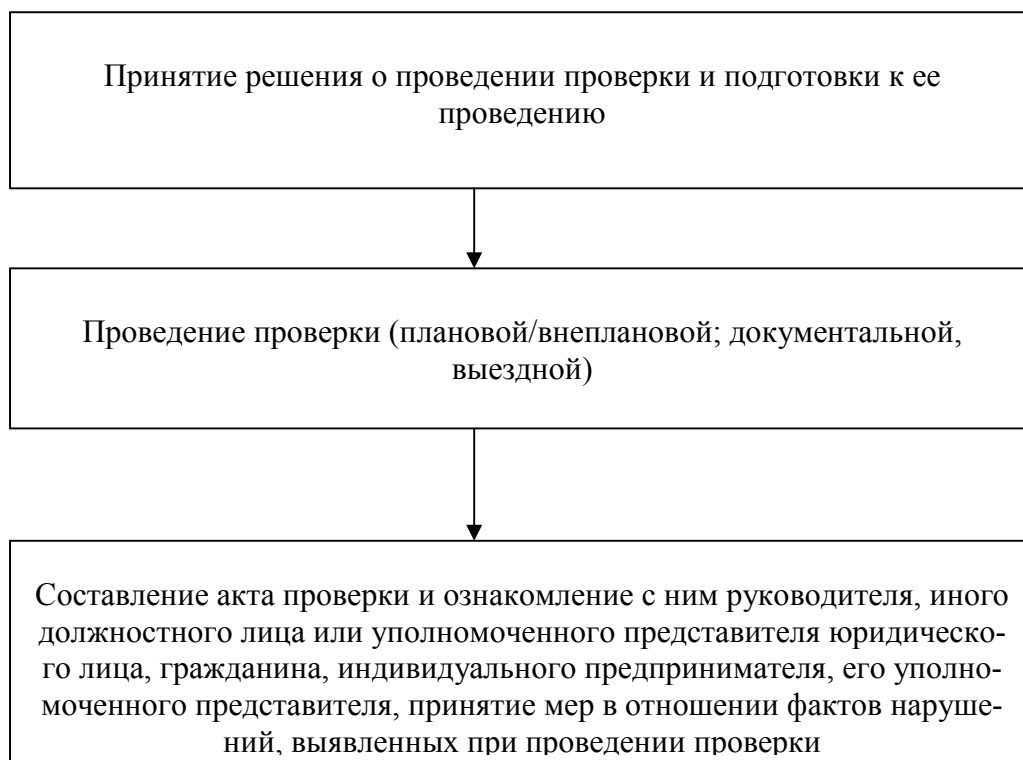 Принятие решения о проведении проверки и подготовки к ее
проведению
Проведение проверки (плановой/внеплановой; документальной,
выездной)
Составление акта проверки и ознакомление с ним руководителя, иного
должностного лица или уполномоченного представителя юридическо-
го лица, гражданина, индивидуального предпринимателя, его уполно-
моченного представителя, принятие мер в отношении фактов наруше-
ний, выявленных при проведении проверки